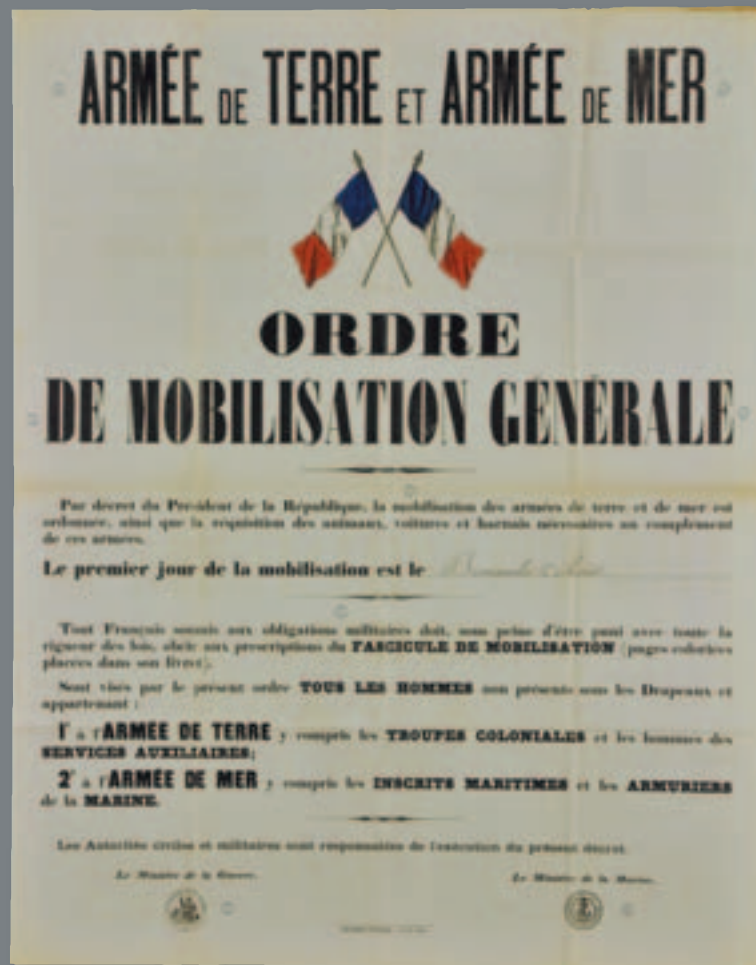 ARMÉE DE TERRE ET ARMÉE DE MER
ORDRE
DE MOBILISATION GÉNÉRALE
Par décret du Président de la République, la mobilisation des armées de terre et de mer est
ordonnée, ainsi que la réquisition des animaux, voitures et harnais nécessaires au complément
de ces armées.
Le premier jour de la mobilisation est le
Tout Français soumis aux obligations militaires doit, sous peine d'être puni avec toute la
rigueur des lois, obéir aux prescriptions du FASCICULE DE MOBILISATION (pages coloriées
placées dans son livret).
Sont visés par le présent ordre TOUS LES HOMMES non présents sous les Drapeaux et
appartenant :
1° à l'ARMÉE DE TERRE y compris les TROUPES COLONIALES et les hommes des
SERVICES AUXILIAIRES;
2° à l'ARMÉE DE MER y compris les INSCRITS MARITIMES et les ARMURIERS
de la MARINE.
Les Autorités civiles et militaires sont responsables de l'exécution du présent décret.
Le Ministre de la Guerre, Le Ministre de la Marine,